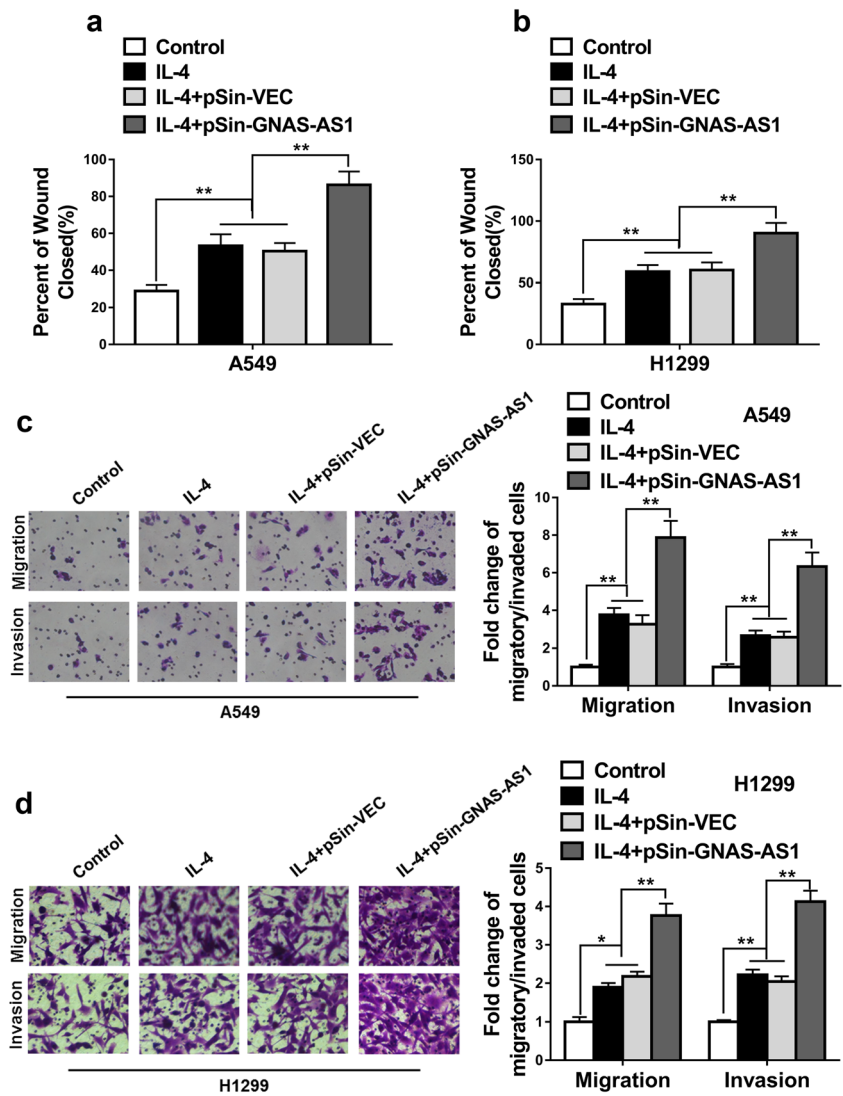 a
Control
IL-4
IL-4+pSin-VEC
IL-4+pSin-GNAS-AS1
Percent of Wound
Closed(%)
100
80
60
40
20
0
**
**
A549
b
Control
IL-4
IL-4+pSin-VEC
IL-4+pSin-GNAS-AS1
Percent of Wound
Closed(%)
150
100
50
0
**
**
H1299
c
Control
IL-4
IL-4+pSin-VEC
IL-4+pSin-GNAS-AS1
Migration
Invasion
A549
Control
IL-4
IL-4+pSin-VEC
IL-4+pSin-GNAS-AS1
A549
Fold change of
migratory/invaded cells
10
8
6
4
2
0
**
**
**
**
Migration
Invasion
d
Control
IL-4
IL-4+pSin-VEC
IL-4+pSin-GNAS-AS1
Migration
Invasion
H1299
Control
IL-4
IL-4+pSin-VEC
IL-4+pSin-GNAS-AS1
H1299
Fold change of
migratory/invaded cells
5
4
3
2
1
0
*
**
**
**
Migration
Invasion